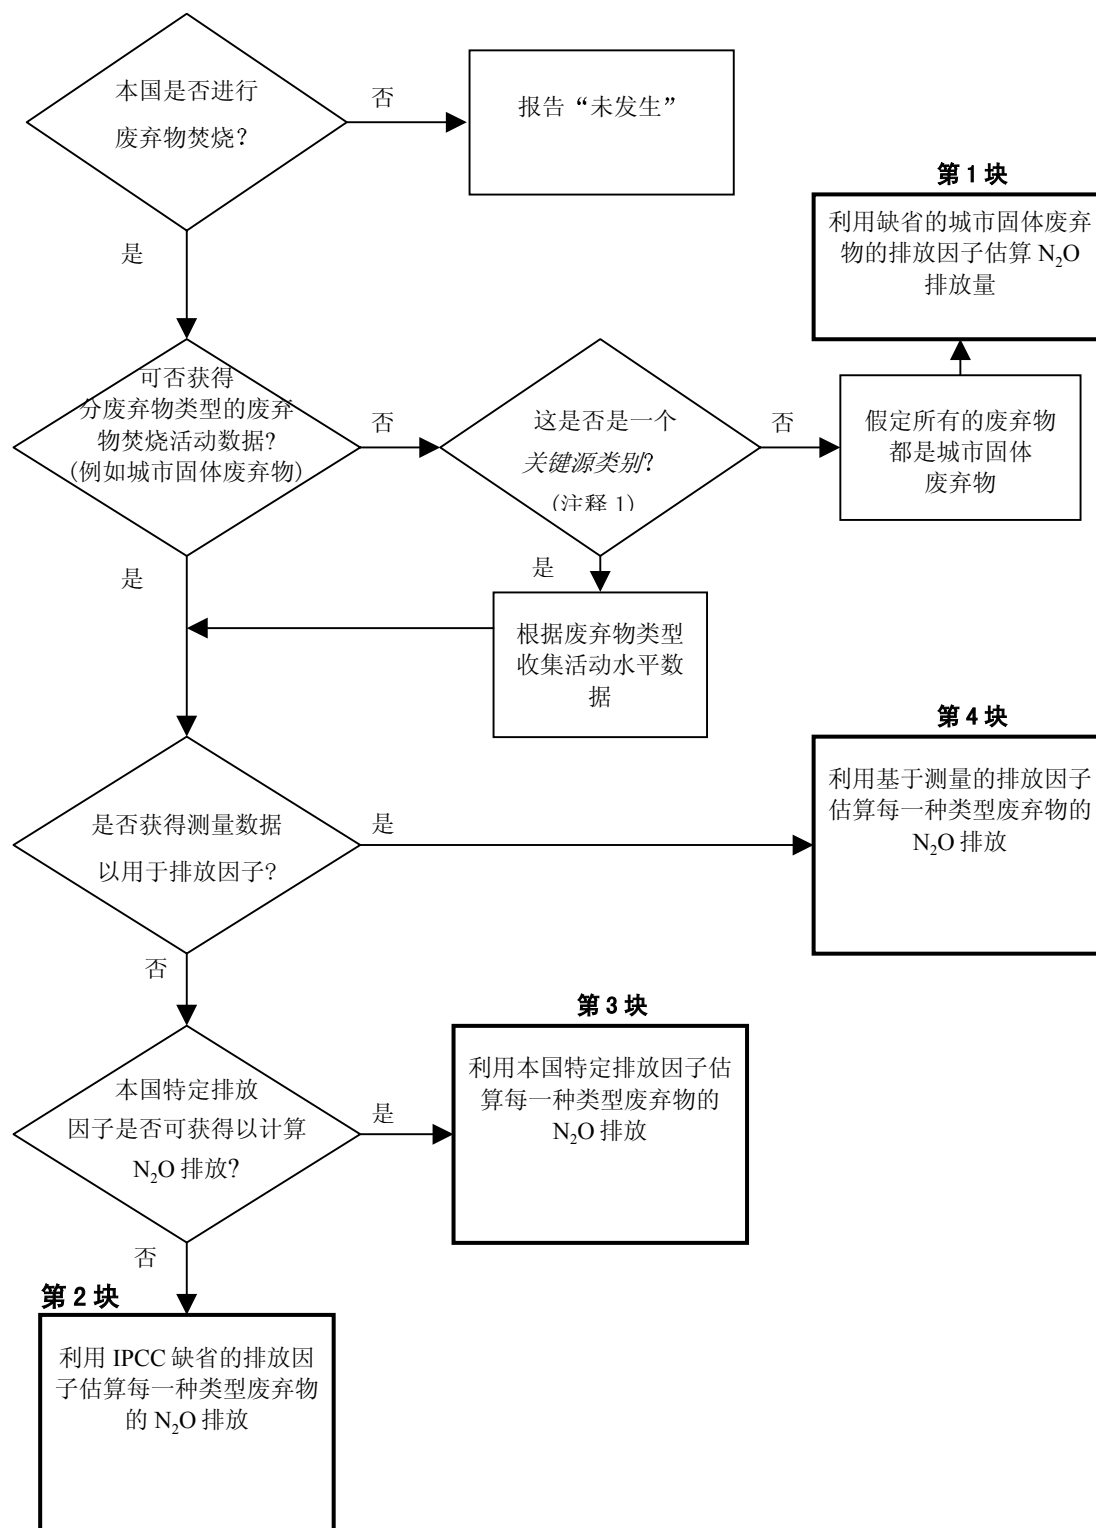 本国是否进行
废弃物焚烧？
否
报告“未发生”
是
第 1 块
利用缺省的城市固体废弃
物的排放因子估算 N₂O
排放量
可否获得
分废弃物类型的废弃
物焚烧活动数据?
(例如城市固体废弃物)
否
这是否是一个
关键源类别?
(注释 1)
否
假定所有的废弃物
都是城市固体
废弃物
是
是
根据废弃物类型
收集活动水平数
据
第 4 块
利用基于测量的排放因子
估算每一种类型废弃物的
N₂O 排放
是否获得测量数据
以用于排放因子?
是
否
第 3 块
利用本国特定排放因子估
算每一种类型废弃物的
N₂O 排放
本国特定排放
因子是否可获得以计算
N₂O 排放?
是
否
第 2 块
利用 IPCC 缺省的排放因
子估算每一种类型废弃物
的 N₂O 排放